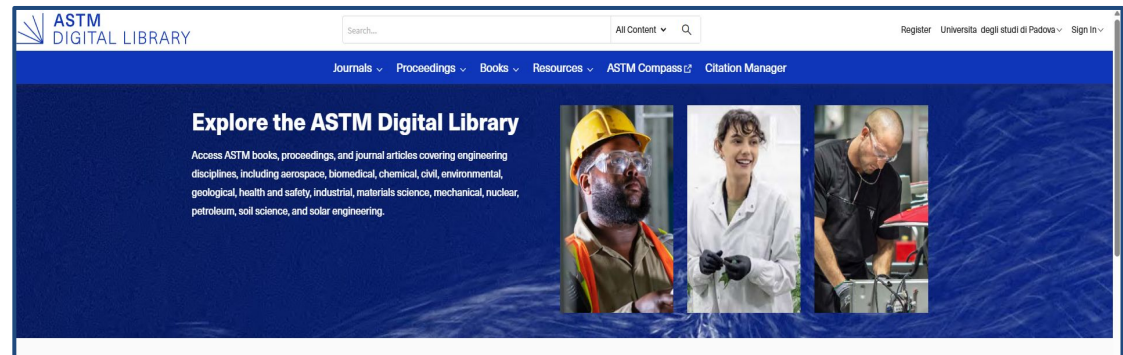 ASTM
DIGITAL LIBRARY
Search...
All Content
Register Universita degli studi di Padova Sign In
Journals Proceedings Books Resources ASTM Compass Citation Manager
Explore the ASTM Digital Library
Access ASTM books, proceedings, and journal articles covering engineering
disciplines, including aerospace, biomedical, chemical, civil, environmental,
geological, health and safety, industrial, materials science, mechanical, nuclear,
petroleum, soil science, and solar engineering.